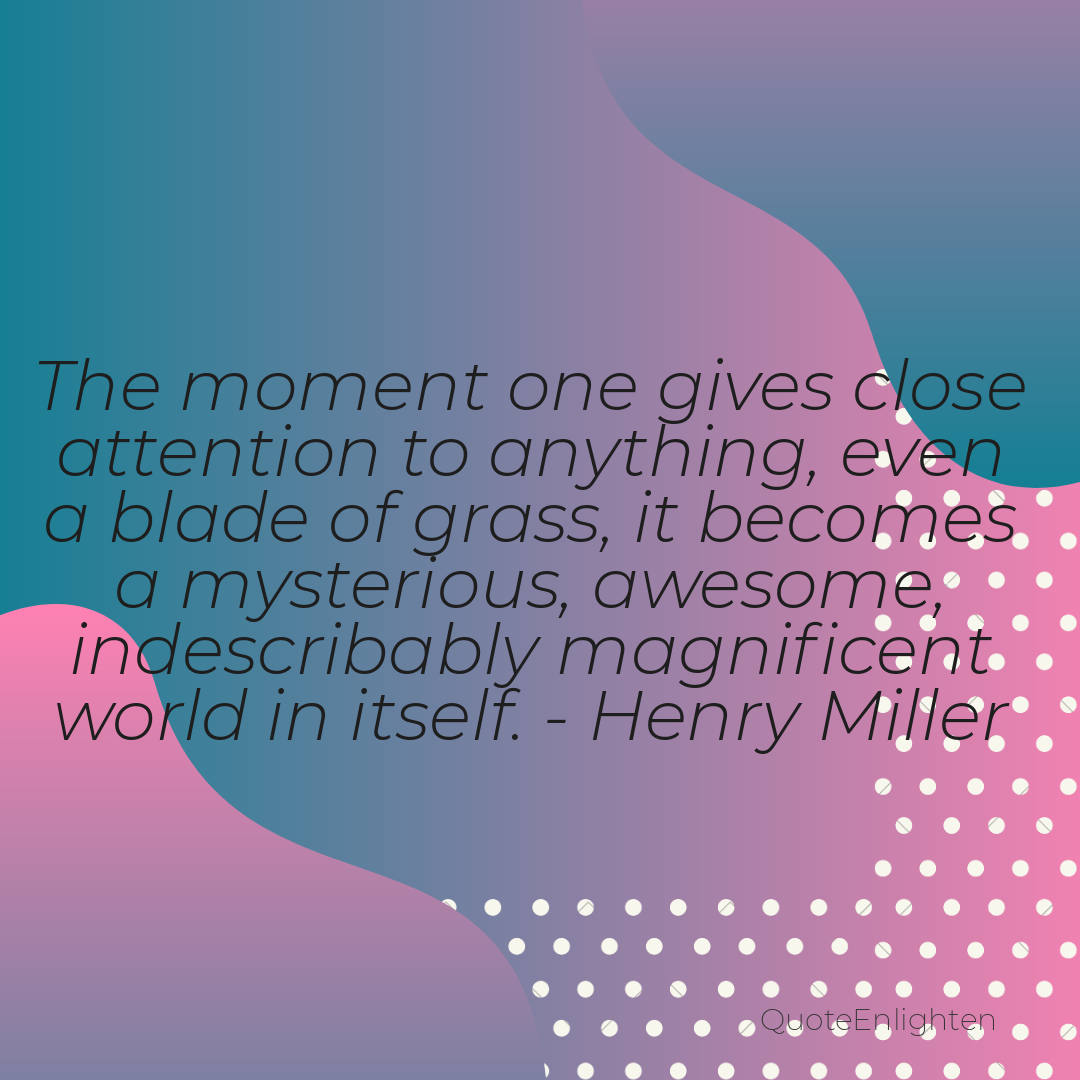 The moment one gives close
attention to anything, even
a blade of grass, it becomes
a mysterious, awesome,
indescribably magnificent
world in itself. - Henry Miller
QuoteEnlighten